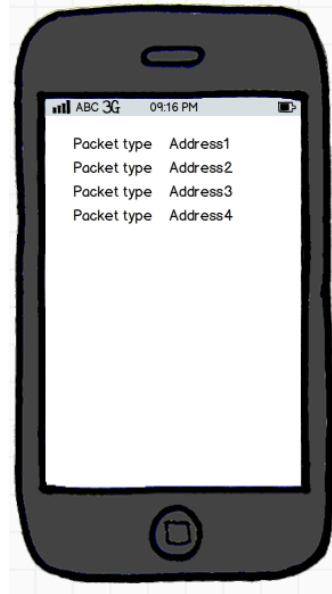 ABC 3G 09:16 PM
Packet type Address1
Packet type Address2
Packet type Address3
Packet type Address4